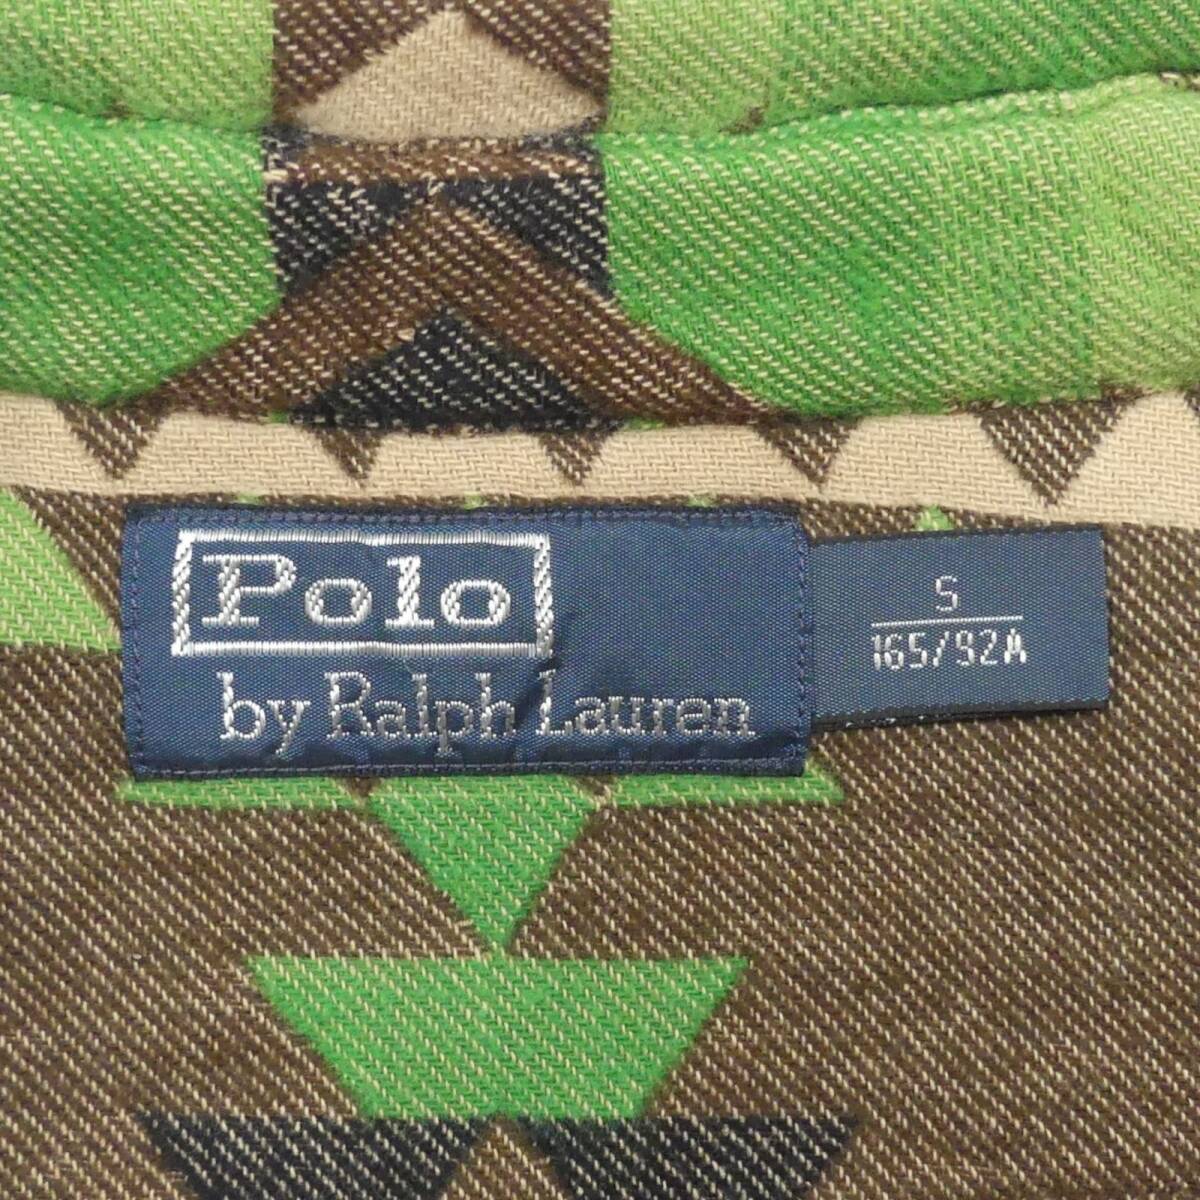 Polo
by Ralph Lauren
S
165/92A